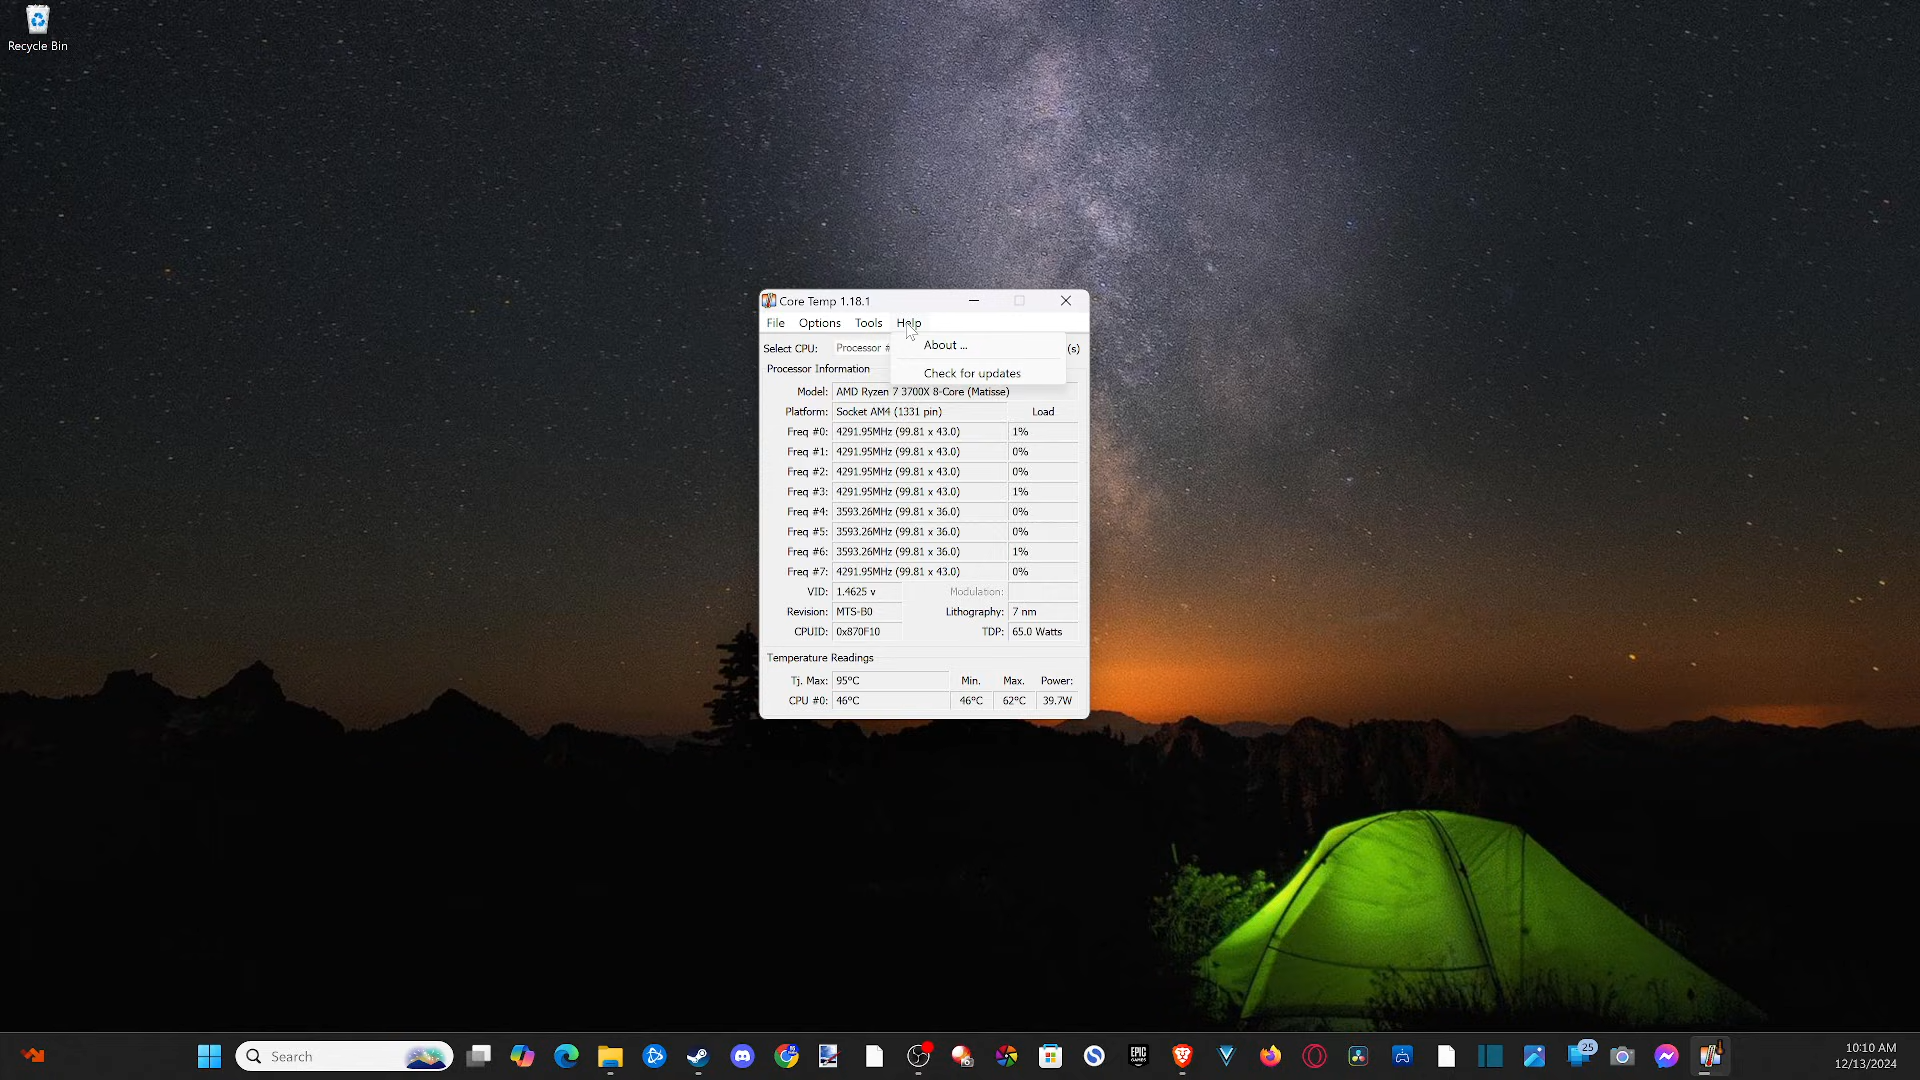 Recycle Bin
Core Temp 1.18.1
File Options Tools Help
About ...
Check for updates
Select CPU: Processor # (s)
Processor Information
Model: AMD Ryzen 7 3700X 8-Core (Matisse)
Platform: Socket AM4 (1331 pin) Load
Freq #0: 4291.95MHz (99.81 x 43.0) 1%
Freq #1: 4291.95MHz (99.81 x 43.0) 0%
Freq #2: 4291.95MHz (99.81 x 43.0) 0%
Freq #3: 4291.95MHz (99.81 x 43.0) 1%
Freq #4: 3593.26MHz (99.81 x 36.0) 0%
Freq #5: 3593.26MHz (99.81 x 36.0) 0%
Freq #6: 3593.26MHz (99.81 x 36.0) 1%
Freq #7: 4291.95MHz (99.81 x 43.0) 0%
VID: 1.4625 v Modulation:
Revision: MTS-B0 Lithography: 7 nm
CPUID: 0x870F10 TDP: 65.0 Watts
Temperature Readings
Tj. Max: 95°C Min. Max. Power:
CPU #0: 46°C 46°C 62°C 39.7W
Search
EPIC GAMES
25
10:10 AM
12/13/2024